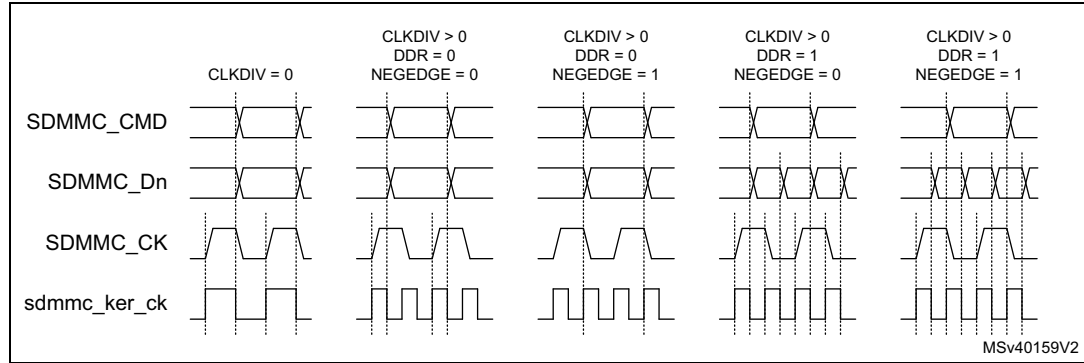 CLKDIV = 0
CLKDIV > 0
DDR = 0
NEGEDGE = 0
CLKDIV > 0
DDR = 0
NEGEDGE = 1
CLKDIV > 0
DDR = 1
NEGEDGE = 0
CLKDIV > 0
DDR = 1
NEGEDGE = 1
SDMMC_CMD
SDMMC_Dn
SDMMC_CK
sdmmc_ker_ck
MSv40159V2